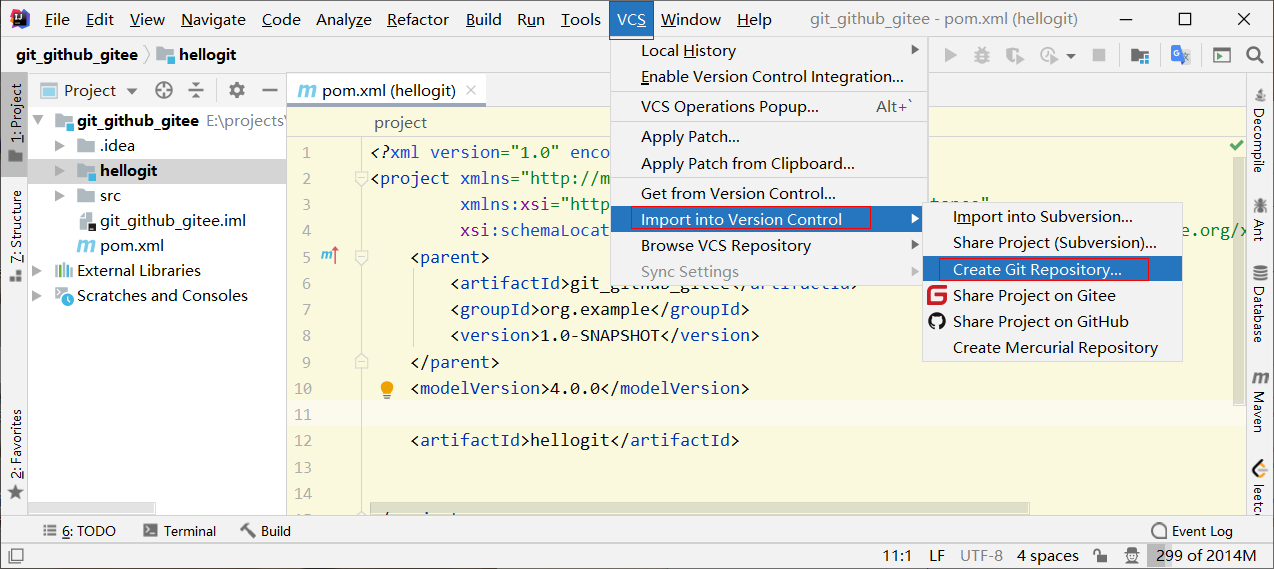 File Edit View Navigate Code Analyze Refactor Build Run Tools VCS Window Help git_github_gitee - pom.xml (hellogit)
git_github_gitee hellogit
Local History
Enable Version Control Integration...
VCS Operations Popup... Alt+`
Apply Patch...
Apply Patch from Clipboard...
Get from Version Control...
Import into Version Control
Browse VCS Repository
Sync Settings
Import into Subversion...
Share Project (Subversion)...
Create Git Repository...
Share Project on Gitee
Share Project on GitHub
Create Mercurial Repository
1: Project
7: Structure
2: Favorites
Project
git_github_gitee E:\projects\
.idea
hellogit
src
git_github_gitee.iml
pom.xml
External Libraries
Scratches and Consoles
pom.xml (hellogit)
project
1 <?xml version="1.0" enco
2 <project xmlns="http://m
3 xmlns:xsi="http
4 xsi:schemaLocat e.org/x
5 <parent>
6 <artifactId>git_github_gitee</artifactId>
7 <groupId>org.example</groupId>
8 <version>1.0-SNAPSHOT</version>
9 </parent>
10 <modelVersion>4.0.0</modelVersion>
11
12 <artifactId>hellogit</artifactId>
13
14
Decompile
Ant
Database
Maven
leetco
6: TODO Terminal Build Event Log
11:1 LF UTF-8 4 spaces 299 of 2014M